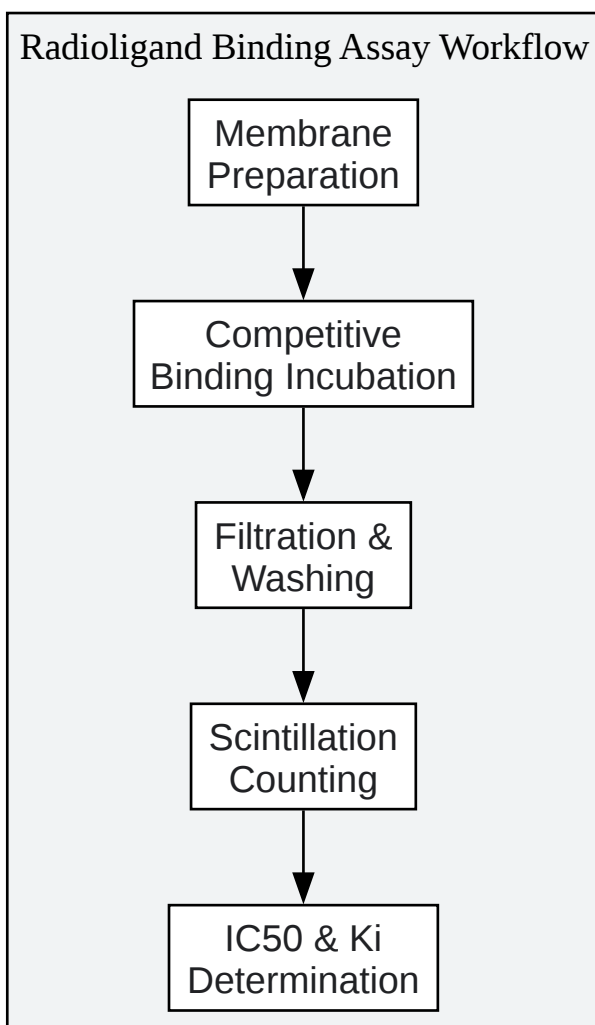 Radioligand Binding Assay Workflow
Membrane
Preparation
Competitive
Binding Incubation
Filtration &
Washing
Scintillation
Counting
IC50 & Ki
Determination